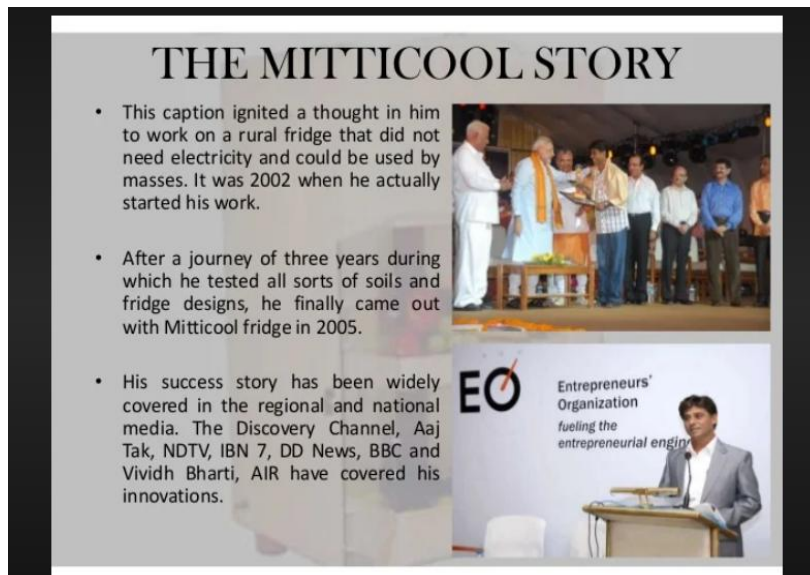 THE MITTICOOL STORY
• This caption ignited a thought in him
to work on a rural fridge that did not
need electricity and could be used by
masses. It was 2002 when he actually
started his work.
• After a journey of three years during
which he tested all sorts of soils and
fridge designs, he finally came out
with Mitticool fridge in 2005.
• His success story has been widely
covered in the regional and national
media. The Discovery Channel, Aaj
Tak, NDTV, IBN 7, DD News, BBC and
Vividh Bharti, AIR have covered his
innovations.
EO
Entrepreneurs'
Organization
fueling the
entrepreneurial engin